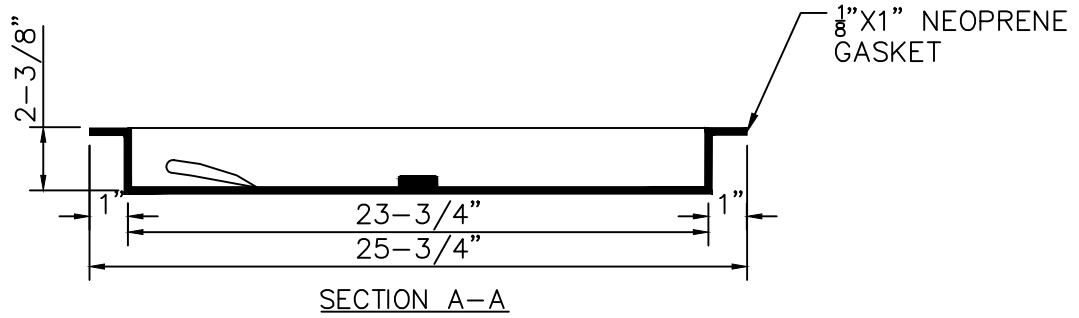 ⅛"X1" NEOPRENE
GASKET
2-3/8"
1"
1"
23-3/4"
25-3/4"
SECTION A-A